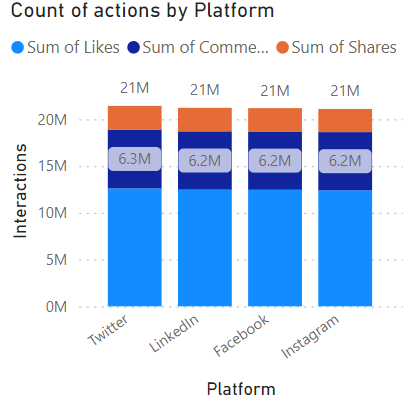 Count of actions by Platform
Sum of Likes Sum of Comme... Sum of Shares
21M 21M 21M 21M
20M
6.3M 6.2M 6.2M 6.2M
15M
10M
5M
0M
Interactions
Twitter LinkedIn Facebook Instagram
Platform